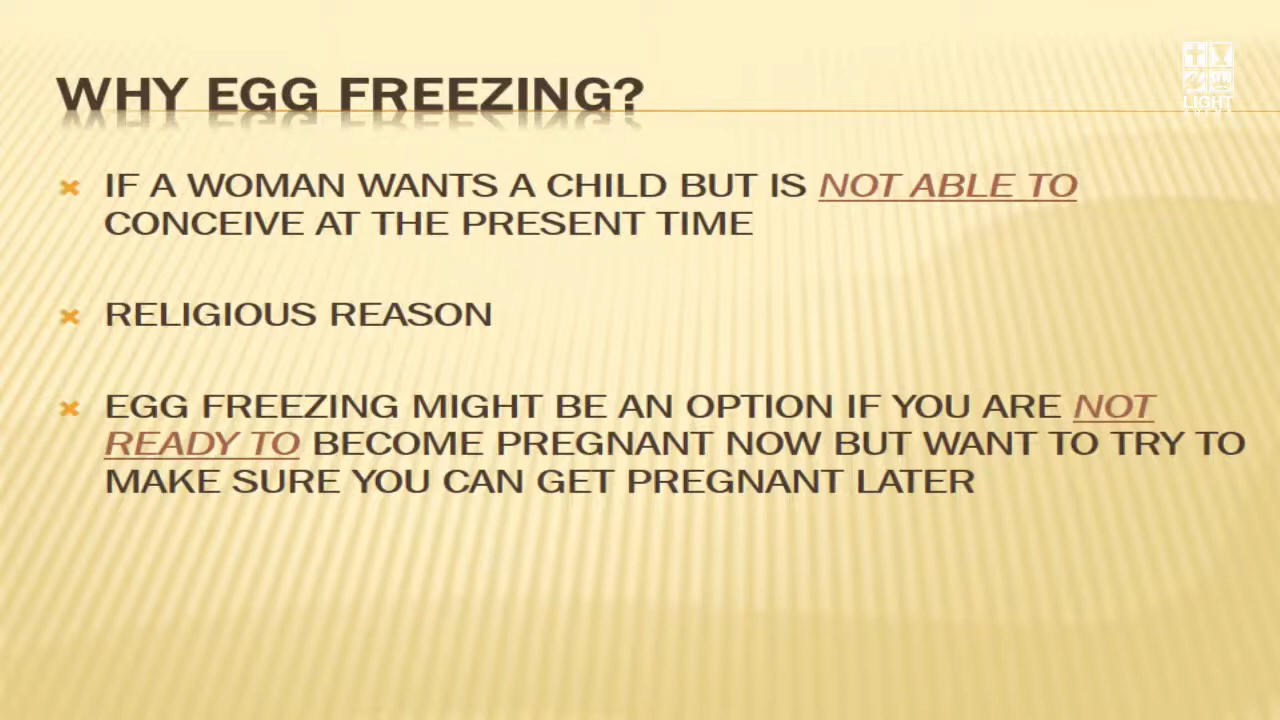 WHY EGG FREEZING?
LIGHT
IF A WOMAN WANTS A CHILD BUT IS NOT ABLE TO
CONCEIVE AT THE PRESENT TIME
RELIGIOUS REASON
EGG FREEZING MIGHT BE AN OPTION IF YOU ARE NOT
READY TO BECOME PREGNANT NOW BUT WANT TO TRY TO
MAKE SURE YOU CAN GET PREGNANT LATER